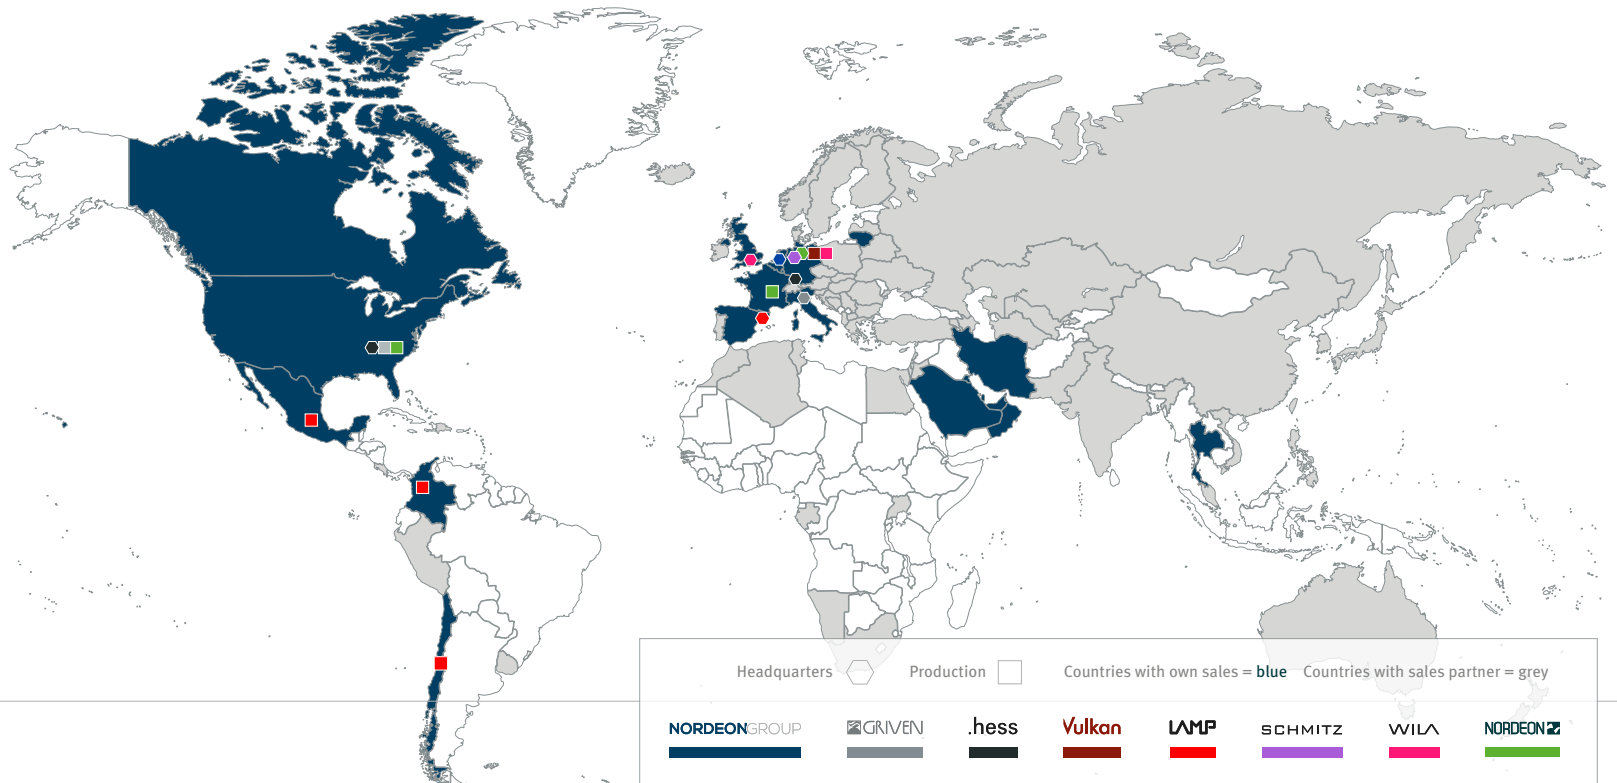 Headquarters Production Countries with own sales = blue Countries with sales partner = grey
NORDEONGROUP GRIVEN .hess Vulkan LAMP SCHMITZ WILA NORDEON